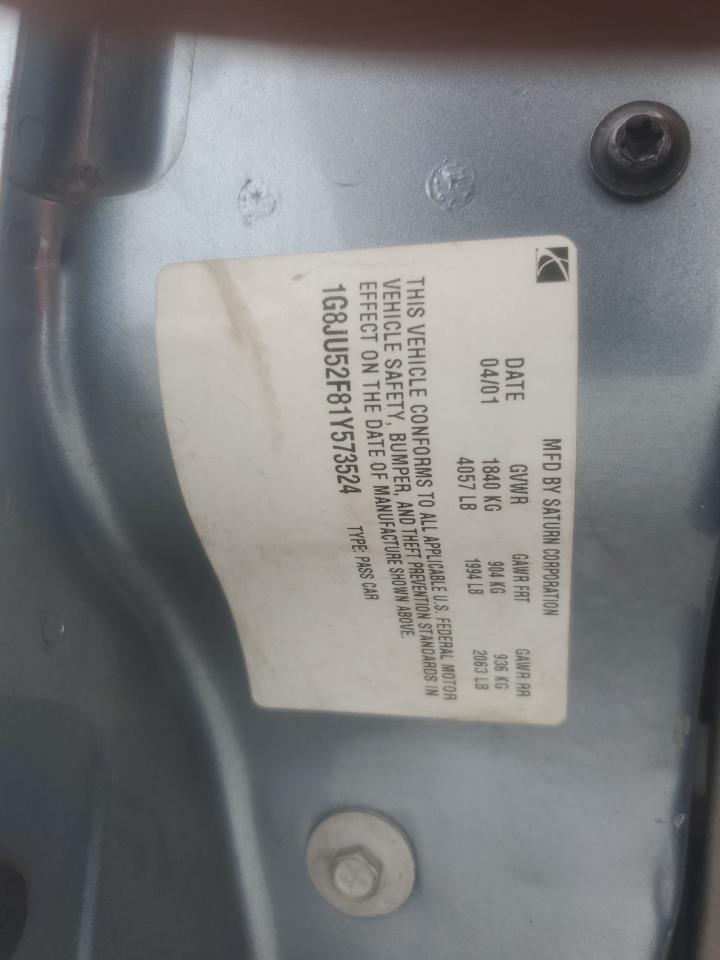 MFD BY SATURN CORPORATION
DATE GVWR GAWR FRT GAWR RR
04/01 1840 KG 904 KG 936 KG
4057 LB 1994 LB 2063 LB
THIS VEHICLE CONFORMS TO ALL APPLICABLE U.S. FEDERAL MOTOR
VEHICLE SAFETY, BUMPER, AND THEFT PREVENTION STANDARDS IN
EFFECT ON THE DATE OF MANUFACTURE SHOWN ABOVE.
1G8JU52F81Y573524 TYPE: PASS CAR